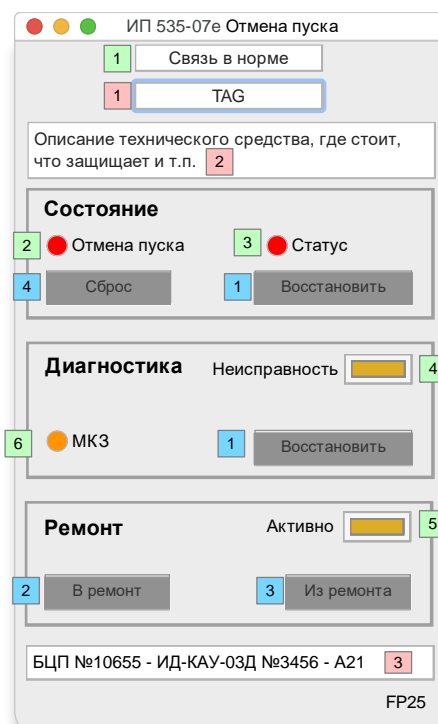 ИП 535-07е Отмена пуска
1 Связь в норме
1 TAG
Описание технического средства, где стоит,
что защищает и т.п. 2
Состояние
2 Отмена пуска 3 Статус
4 Сброс 1 Восстановить
Диагностика Неисправность 4
6 МКЗ 1 Восстановить
Ремонт Активно 5
2 В ремонт 3 Из ремонта
БЦП №10655 - ИД-КАУ-03Д №3456 - А21 3
FP25